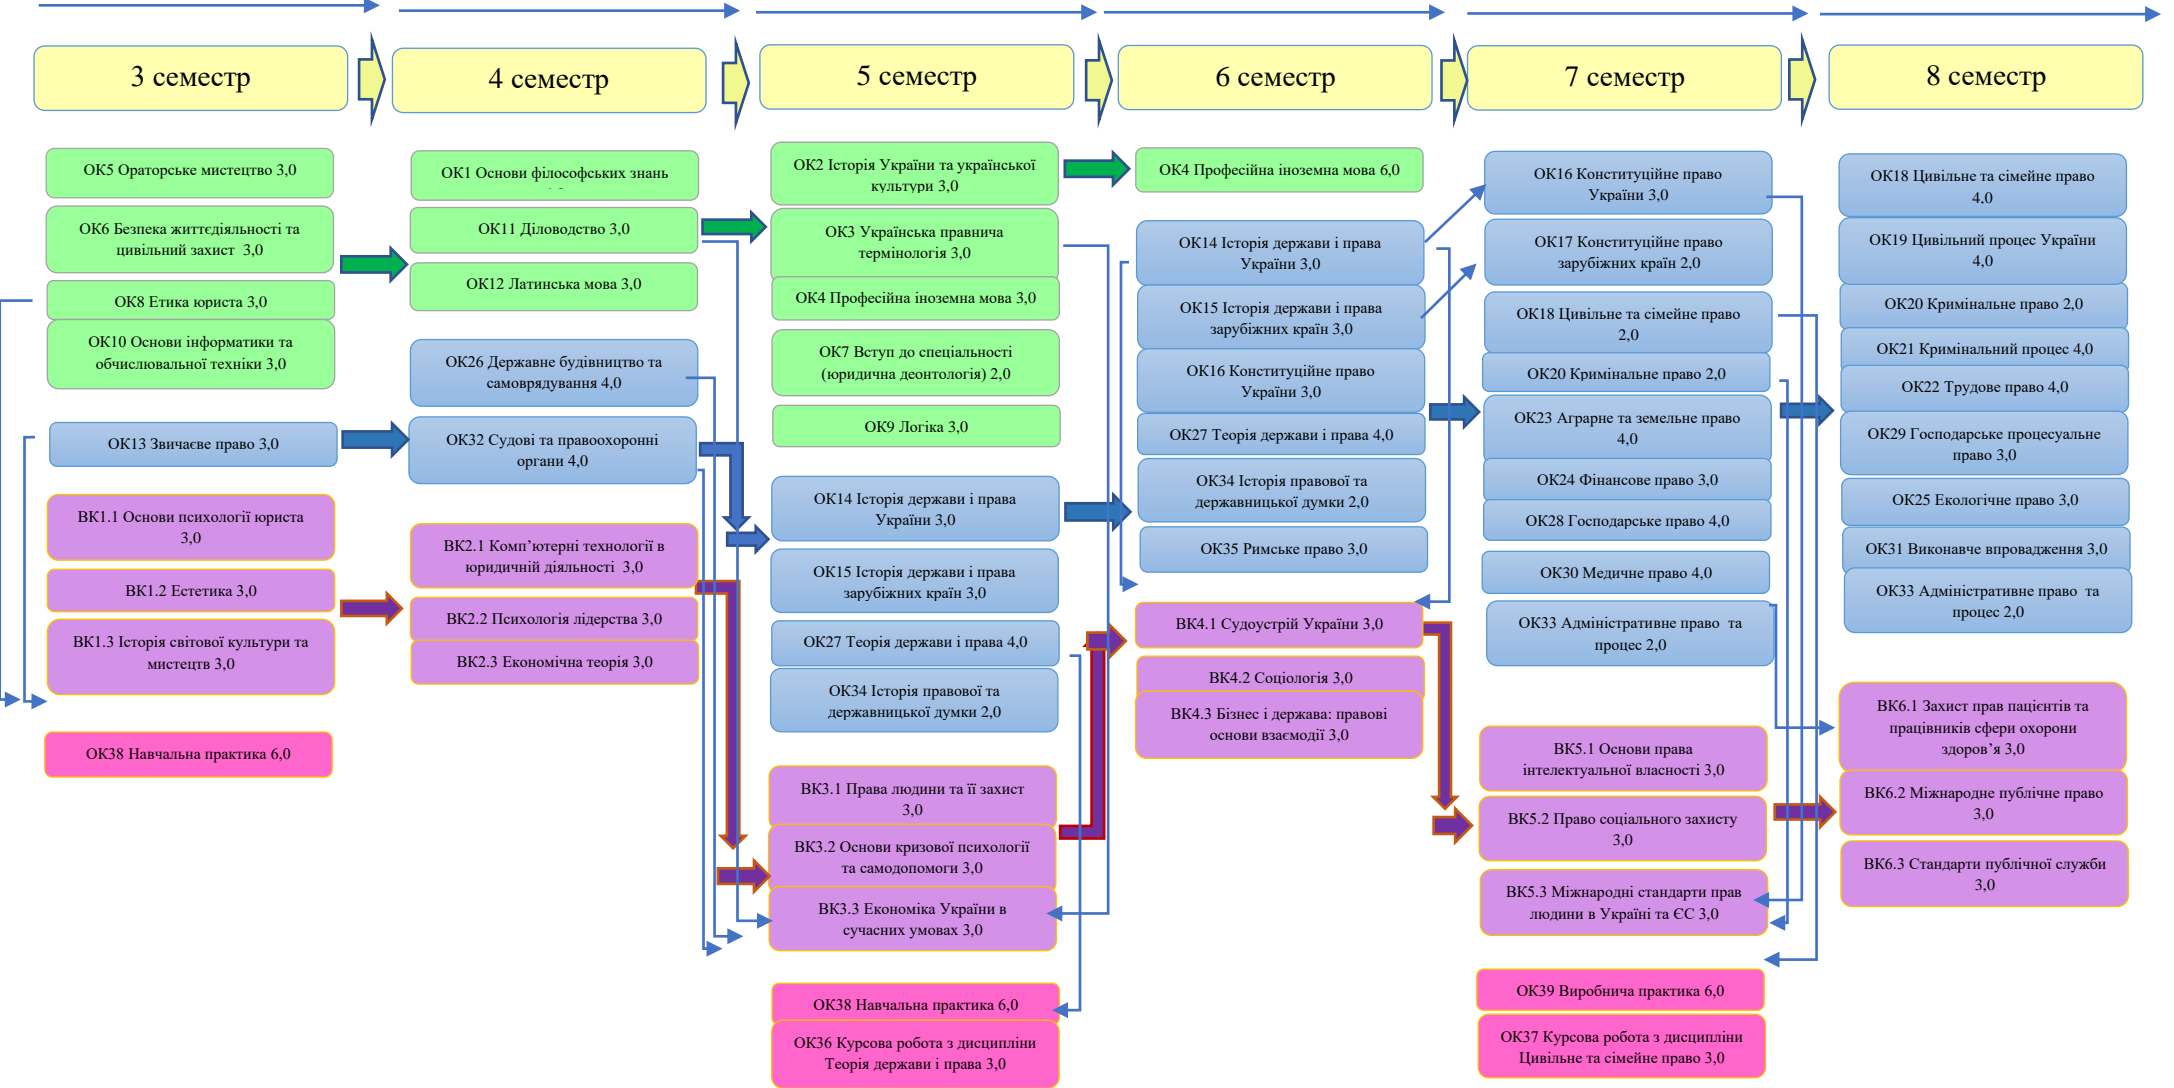 3 семестр
4 семестр
5 семестр
6 семестр
7 семестр
8 семестр
ОК5 Ораторське мистецтво 3,0
ОК6 Безпека життєдіяльності та
цивільний захист 3,0
ОК8 Етика юриста 3,0
ОК10 Основи інформатики та
обчислювальної техніки 3,0
ОК13 Звичаєве право 3,0
ВК1.1 Основи психології юриста
3,0
ВК1.2 Естетика 3,0
ВК1.3 Історія світової культури та
мистецтв 3,0
ОК38 Навчальна практика 6,0
ОК1 Основи філософських знань
ОК11 Діловодство 3,0
ОК12 Латинська мова 3,0
ОК26 Державне будівництво та
самоврядування 4,0
ОК32 Судові та правоохоронні
органи 4,0
ВК2.1 Комп’ютерні технології в
юридичній діяльності 3,0
ВК2.2 Психологія лідерства 3,0
ВК2.3 Економічна теорія 3,0
ОК2 Історія України та української
культури 3,0
ОК3 Українська правнича
термінологія 3,0
ОК4 Професійна іноземна мова 3,0
ОК7 Вступ до спеціальності
(юридична деонтологія) 2,0
ОК9 Логіка 3,0
ОК14 Історія держави і права
України 3,0
ОК15 Історія держави і права
зарубіжних країн 3,0
ОК27 Теорія держави і права 4,0
ОК34 Історія правової та
державницької думки 2,0
ВК3.1 Права людини та її захист
3,0
ВК3.2 Основи кризової психології
та самодопомоги 3,0
ВК3.3 Економіка України в
сучасних умовах 3,0
ОК38 Навчальна практика 6,0
ОК36 Курсова робота з дисципліни
Теорія держави і права 3,0
ОК4 Професійна іноземна мова 6,0
ОК14 Історія держави і права
України 3,0
ОК15 Історія держави і права
зарубіжних країн 3,0
ОК16 Конституційне право
України 3,0
ОК27 Теорія держави і права 4,0
ОК34 Історія правової та
державницької думки 2,0
ОК35 Римське право 3,0
ВК4.1 Судоустрій України 3,0
ВК4.2 Соціологія 3,0
ВК4.3 Бізнес і держава: правові
основи взаємодії 3,0
ОК16 Конституційне право
України 3,0
ОК17 Конституційне право
зарубіжних країн 2,0
ОК18 Цивільне та сімейне право
2,0
ОК20 Кримінальне право 2,0
ОК23 Аграрне та земельне право
4,0
ОК24 Фінансове право 3,0
ОК28 Господарське право 4,0
ОК30 Медичне право 4,0
ОК33 Адміністративне право та
процес 2,0
ВК5.1 Основи права
інтелектуальної власності 3,0
ВК5.2 Право соціального захисту
3,0
ВК5.3 Міжнародні стандарти прав
людини в Україні та ЄС 3,0
ОК39 Виробнича практика 6,0
ОК37 Курсова робота з дисципліни
Цивільне та сімейне право 3,0
ОК18 Цивільне та сімейне право
4,0
ОК19 Цивільний процес України
4,0
ОК20 Кримінальне право 2,0
ОК21 Кримінальний процес 4,0
ОК22 Трудове право 4,0
ОК29 Господарське процесуальне
право 3,0
ОК25 Екологічне право 3,0
ОК31 Виконавче впровадження 3,0
ОК33 Адміністративне право та
процес 2,0
ВК6.1 Захист прав пацієнтів та
працівників сфери охорони
здоров’я 3,0
ВК6.2 Міжнародне публічне право
3,0
ВК6.3 Стандарти публічної служби
3,0